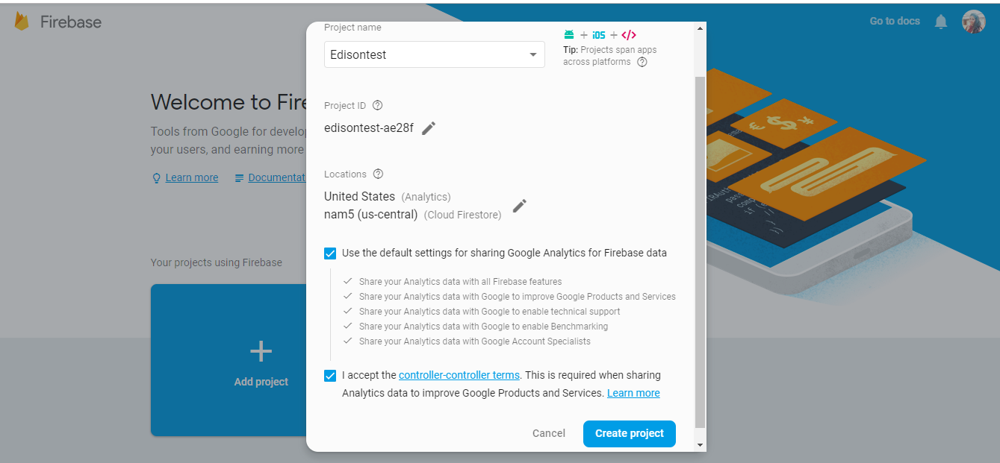 Firebase
Go to docs
Project name
Edisontest
+ iOS + </>
Tip: Projects span apps
across platforms
Welcome to Fire
Tools from Google for develop
your users, and earning more
Learn more
Documentat
Project ID
edisontest-ae28f
Locations
United States (Analytics)
nam5 (us-central) (Cloud Firestore)
Use the default settings for sharing Google Analytics for Firebase data
Share your Analytics data with all Firebase features
Share your Analytics data with Google to improve Google Products and Services
Share your Analytics data with Google to enable technical support
Share your Analytics data with Google to enable Benchmarking
Share your Analytics data with Google Account Specialists
I accept the controller-controller terms. This is required when sharing
Analytics data to improve Google Products and Services. Learn more
Your projects using Firebase
Add project
Cancel
Create project